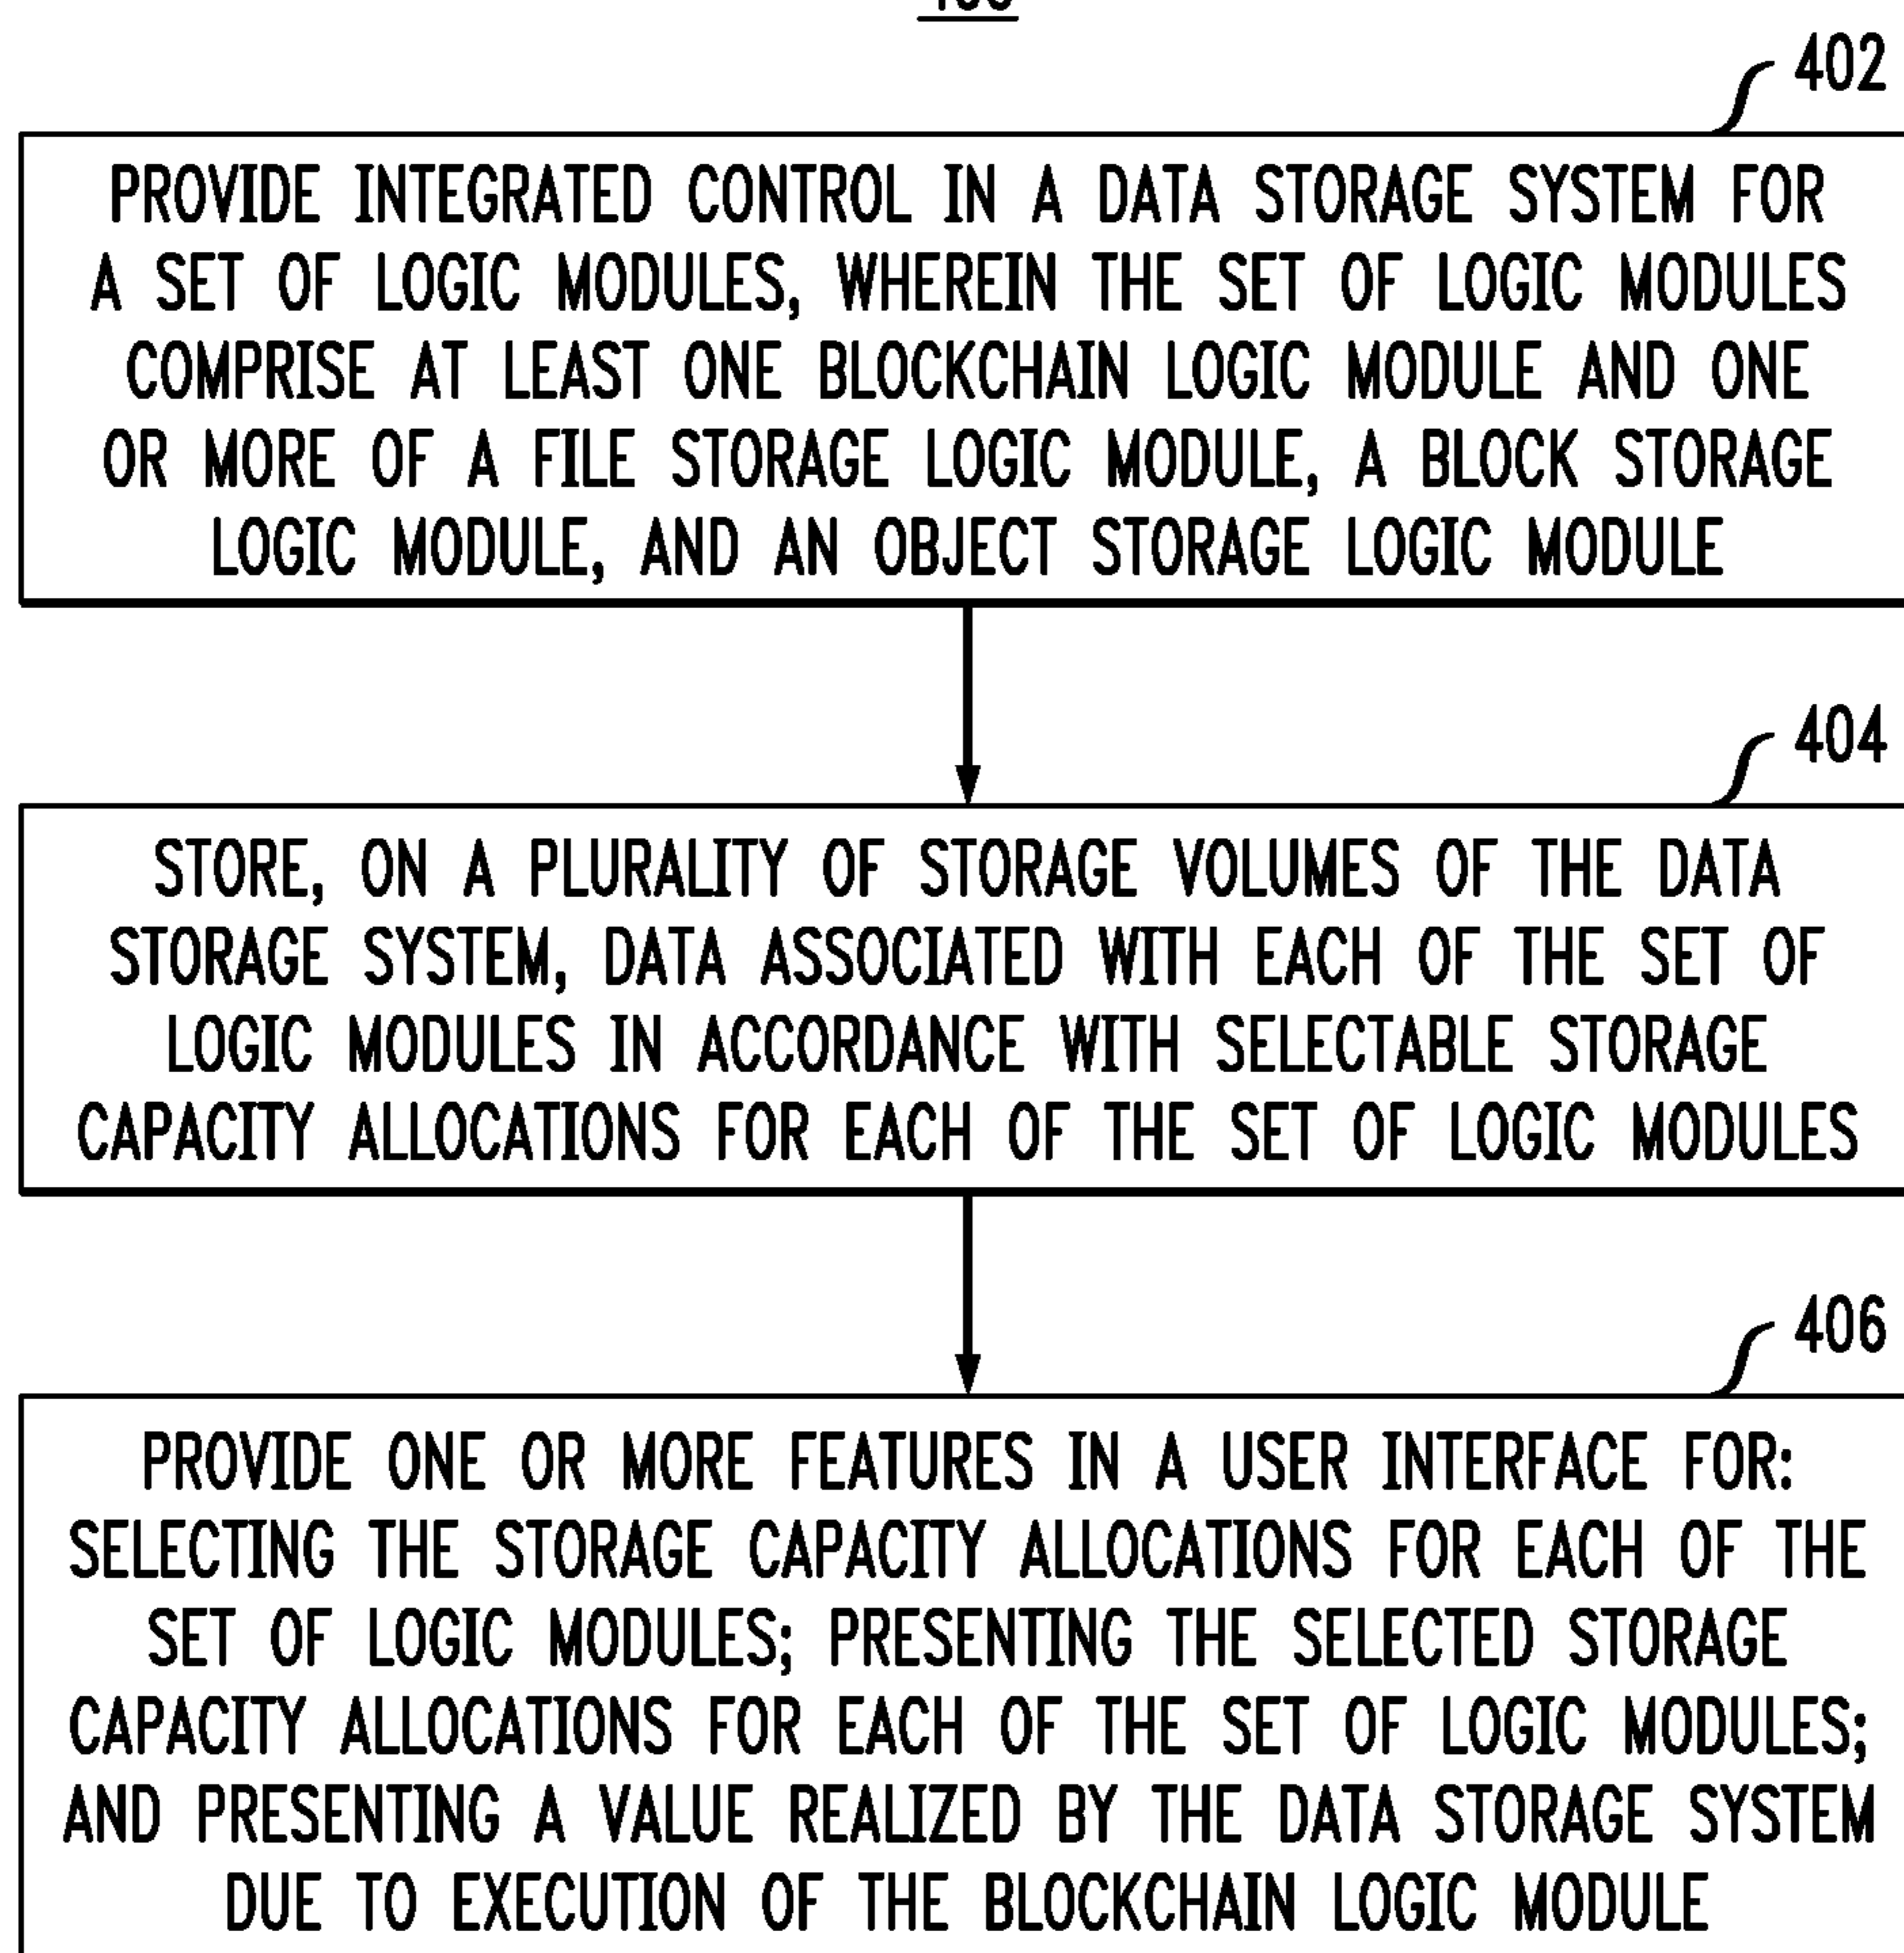 402
PROVIDE INTEGRATED CONTROL IN A DATA STORAGE SYSTEM FOR
A SET OF LOGIC MODULES, WHEREIN THE SET OF LOGIC MODULES
COMPRISE AT LEAST ONE BLOCKCHAIN LOGIC MODULE AND ONE
OR MORE OF A FILE STORAGE LOGIC MODULE, A BLOCK STORAGE
LOGIC MODULE, AND AN OBJECT STORAGE LOGIC MODULE
404
STORE, ON A PLURALITY OF STORAGE VOLUMES OF THE DATA
STORAGE SYSTEM, DATA ASSOCIATED WITH EACH OF THE SET OF
LOGIC MODULES IN ACCORDANCE WITH SELECTABLE STORAGE
CAPACITY ALLOCATIONS FOR EACH OF THE SET OF LOGIC MODULES
406
PROVIDE ONE OR MORE FEATURES IN A USER INTERFACE FOR:
SELECTING THE STORAGE CAPACITY ALLOCATIONS FOR EACH OF THE
SET OF LOGIC MODULES; PRESENTING THE SELECTED STORAGE
CAPACITY ALLOCATIONS FOR EACH OF THE SET OF LOGIC MODULES;
AND PRESENTING A VALUE REALIZED BY THE DATA STORAGE SYSTEM
DUE TO EXECUTION OF THE BLOCKCHAIN LOGIC MODULE